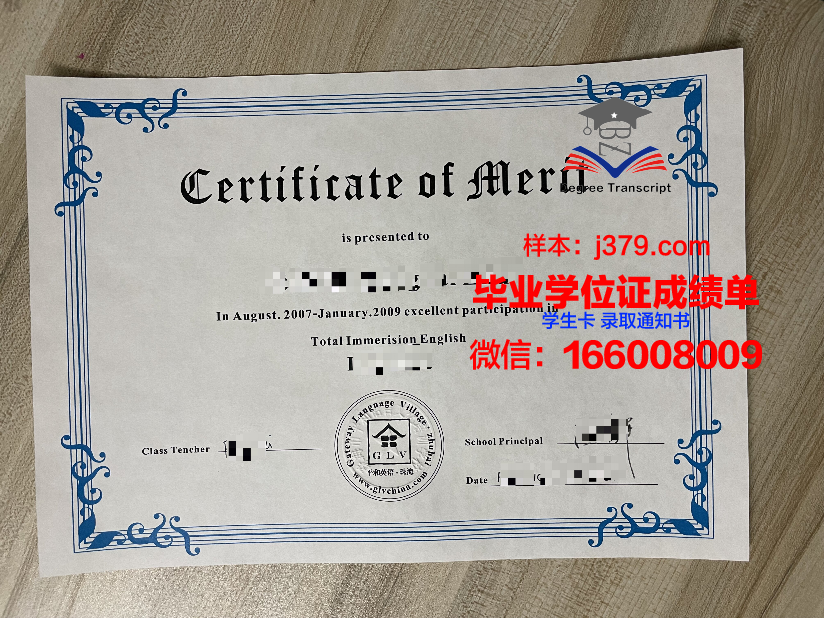 BZ
Degree Transcript
Certificate of Merit
is presented to
样本：j379.com
毕业学位证成绩单
In August. 2007-January.2009 excellent participation in
学生卡 录取通知书
Total Immerision English
微信：166008009
Gateway Language Village · zhuhai
GLV
www.glvchina.com
Class Tencher
School Principal
Date